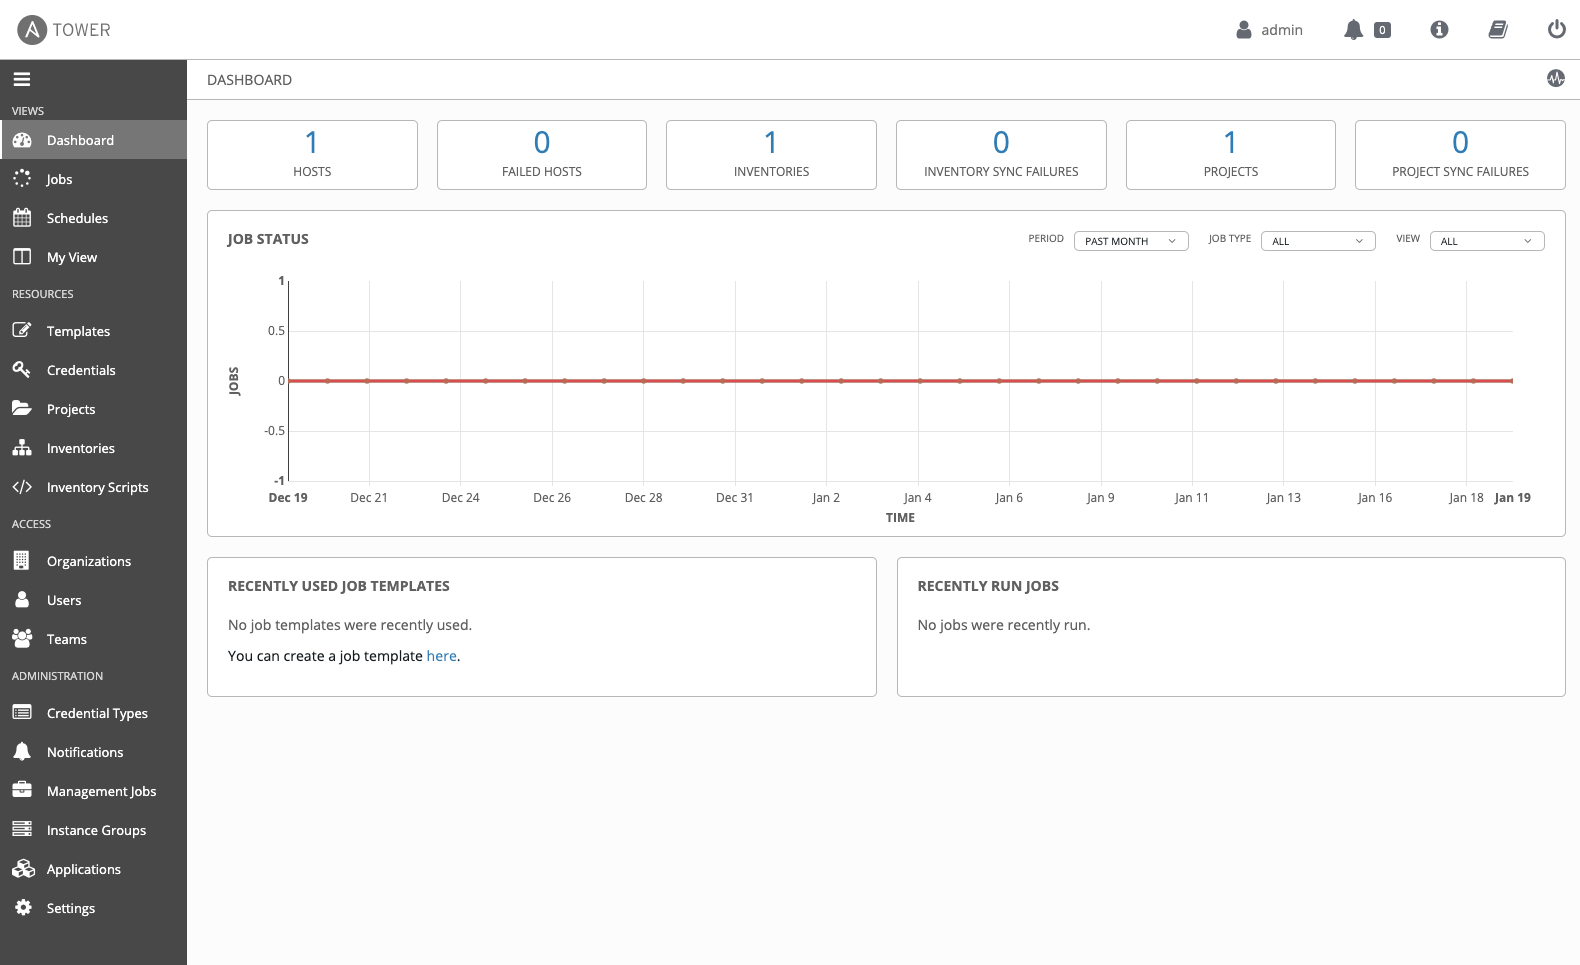 A TOWER
admin
0
DASHBOARD
VIEWS
Dashboard
Jobs
Schedules
My View
RESOURCES
Templates
Credentials
Projects
Inventories
Inventory Scripts
ACCESS
Organizations
Users
Teams
ADMINISTRATION
Credential Types
Notifications
Management Jobs
Instance Groups
Applications
Settings
1
HOSTS
0
FAILED HOSTS
1
INVENTORIES
0
INVENTORY SYNC FAILURES
1
PROJECTS
0
PROJECT SYNC FAILURES
JOB STATUS
PERIOD PAST MONTH JOB TYPE ALL VIEW ALL
1
0.5
0
-0.5
-1
JOBS
Dec 19 Dec 21 Dec 24 Dec 26 Dec 28 Dec 31 Jan 2 Jan 4 Jan 6 Jan 9 Jan 11 Jan 13 Jan 16 Jan 18 Jan 19
TIME
RECENTLY USED JOB TEMPLATES
No job templates were recently used.
You can create a job template here.
RECENTLY RUN JOBS
No jobs were recently run.